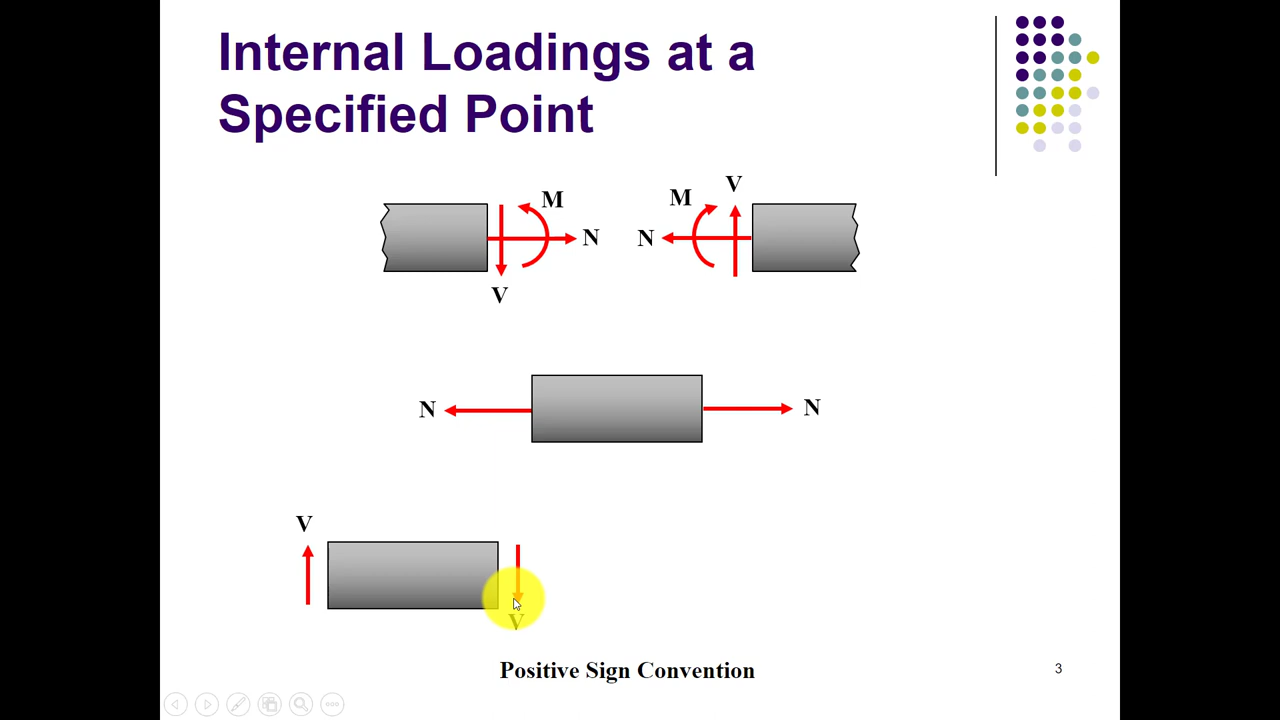 Internal Loadings at a
Specified Point
M
N
V
V
M
N
N
N
V
V
Positive Sign Convention
3